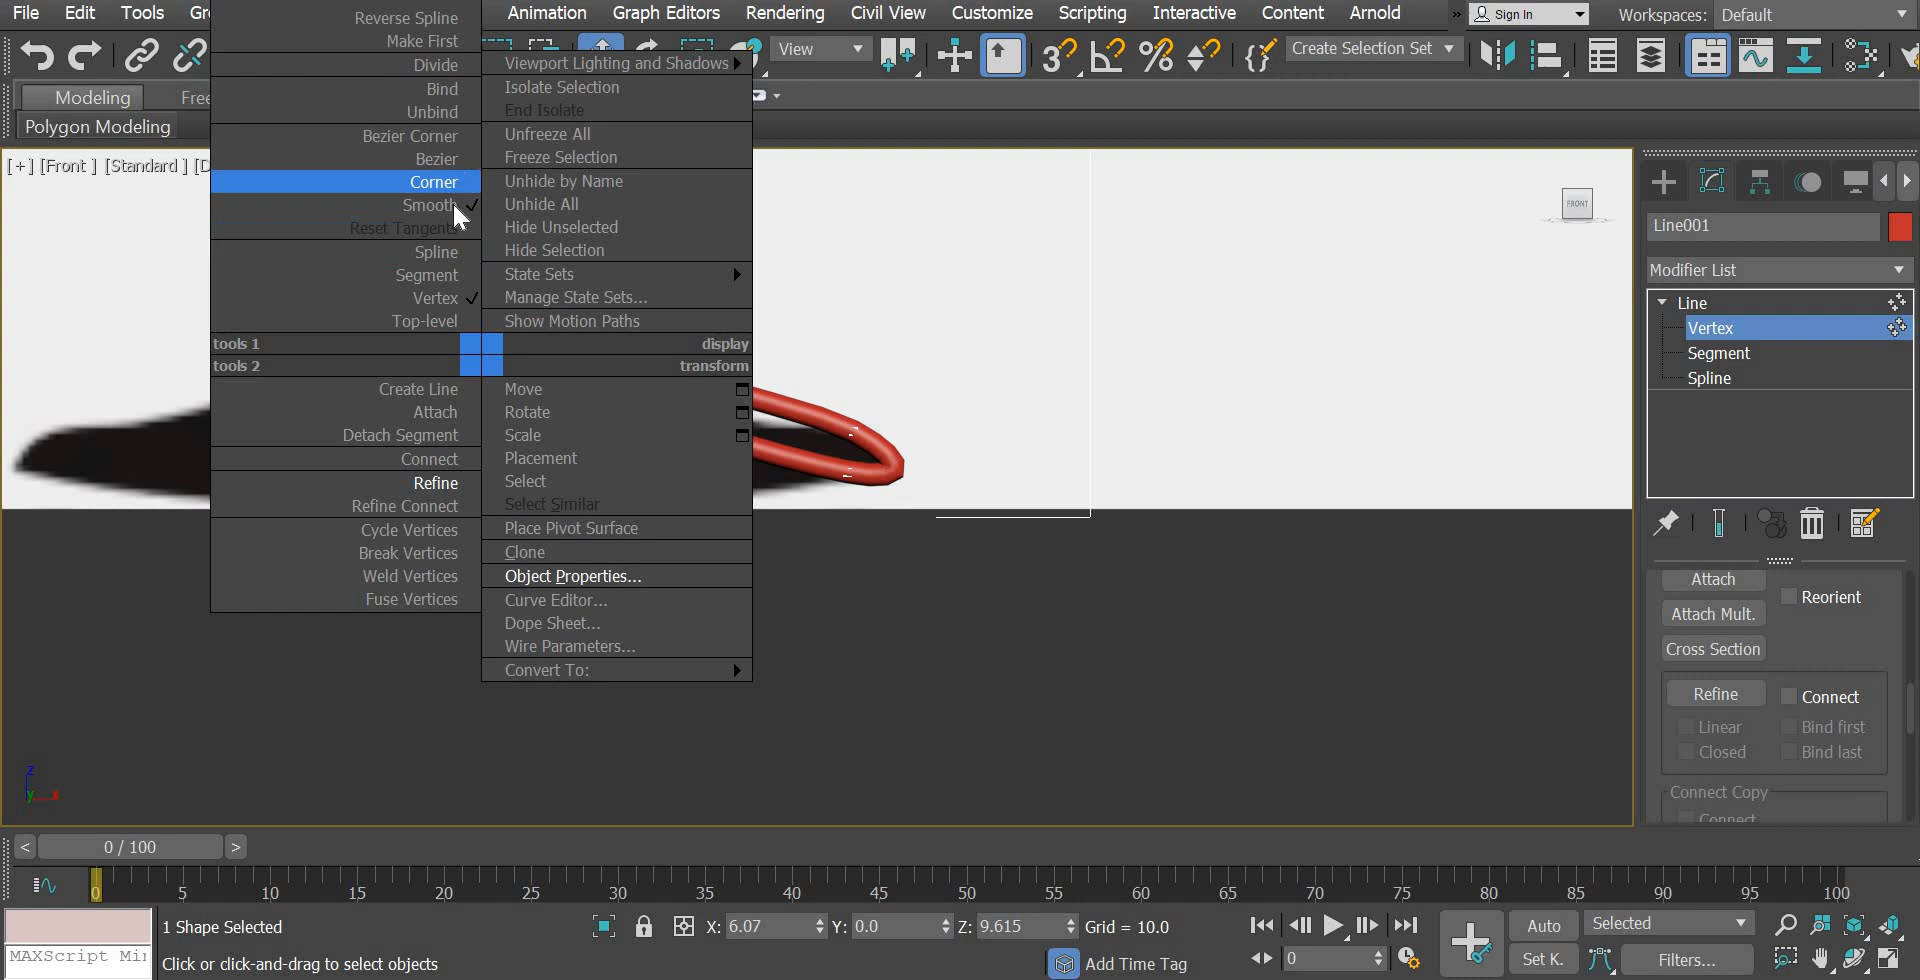 File Edit Tools Gr Animation Graph Editors Rendering Civil View Customize Scripting Interactive Content Arnold » Sign In Workspaces: Default
View Create Selection Set
Modeling Free
Polygon Modeling
[+] [Front ] [Standard ] [D
Reverse Spline
Make First
Divide
Bind
Unbind
Bezier Corner
Bezier
Corner
Smooth
Reset Tangents
Spline
Segment
Vertex
Top-level
tools 1
tools 2
Create Line
Attach
Detach Segment
Connect
Refine
Refine Connect
Cycle Vertices
Break Vertices
Weld Vertices
Fuse Vertices
Viewport Lighting and Shadows
Isolate Selection
End Isolate
Unfreeze All
Freeze Selection
Unhide by Name
Unhide All
Hide Unselected
Hide Selection
State Sets
Manage State Sets...
Show Motion Paths
display
transform
Move
Rotate
Scale
Placement
Select
Select Similar
Place Pivot Surface
Clone
Object Properties...
Curve Editor...
Dope Sheet...
Wire Parameters...
Convert To:
FRONT
Line001
Modifier List
Line
Vertex
Segment
Spline
Attach
Reorient
Attach Mult.
Cross Section
Refine Connect
Linear Bind first
Closed Bind last
Connect Copy
Connect
z
y x
< 0 / 100 >
0 5 10 15 20 25 30 35 40 45 50 55 60 65 70 75 80 85 90 95 100
1 Shape Selected X: 6.07 Y: 0.0 Z: 9.615 Grid = 10.0 Auto Selected
MAXScript Mi Click or click-and-drag to select objects Add Time Tag 0 Set K. Filters...